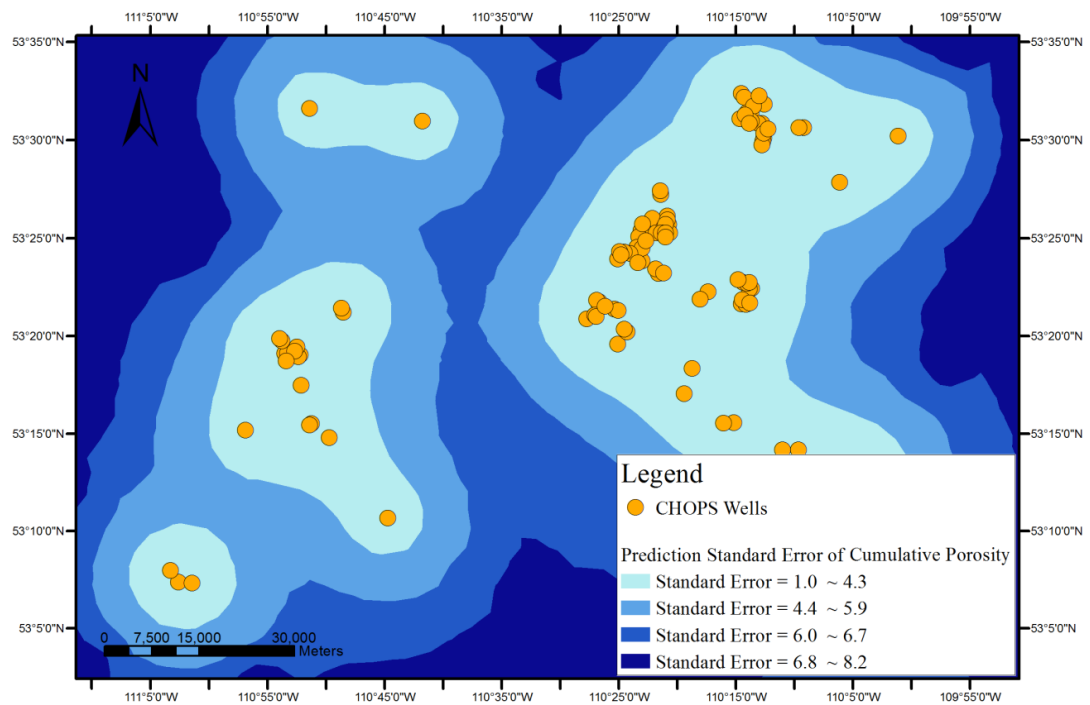 111°5'0"W 110°55'0"W 110°45'0"W 110°35'0"W 110°25'0"W 110°15'0"W 110°5'0"W 109°55'0"W
53°35'0"N 53°35'0"N
N
53°30'0"N 53°30'0"N
53°25'0"N 53°25'0"N
53°20'0"N 53°20'0"N
53°15'0"N 53°15'0"N
Legend
CHOPS Wells
53°10'0"N 53°10'0"N
Prediction Standard Error of Cumulative Porosity
Standard Error = 1.0 ~ 4.3
Standard Error = 4.4 ~ 5.9
53°5'0"N 53°5'0"N
0 7,500 15,000 30,000
Meters
Standard Error = 6.0 ~ 6.7
Standard Error = 6.8 ~ 8.2
111°5'0"W 110°55'0"W 110°45'0"W 110°35'0"W 110°25'0"W 110°15'0"W 110°5'0"W 109°55'0"W